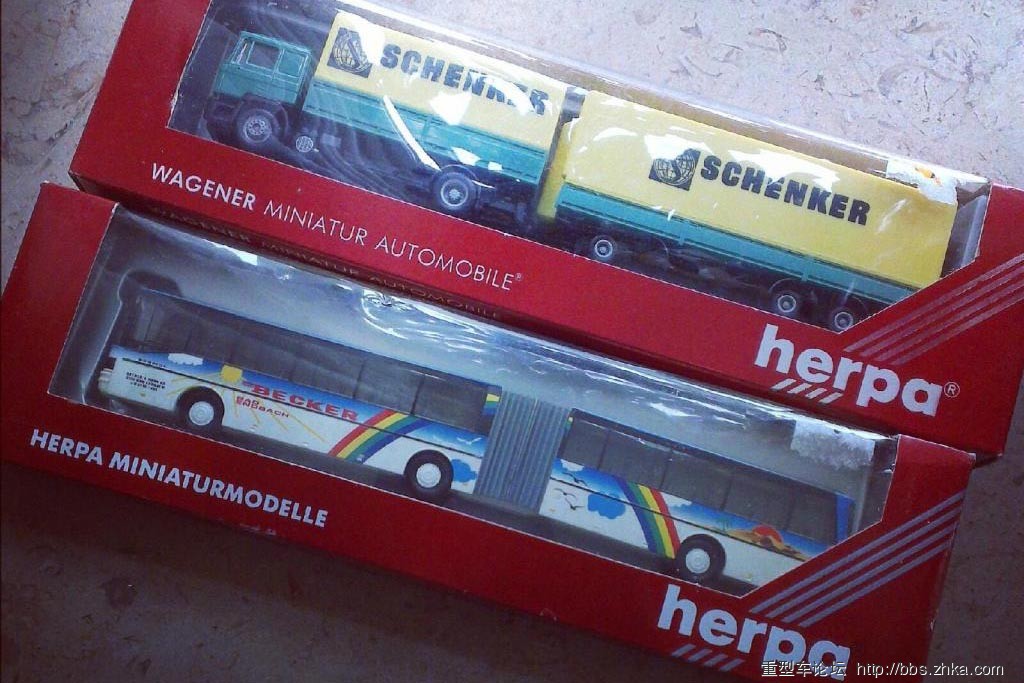 SCHENKER
SCHENKER
WAGENER MINIATUR AUTOMOBILE®
herpa®
BECKER
HERPA MINIATURMODELLE
herpa
重型车论坛 http://bbs.zhka.com